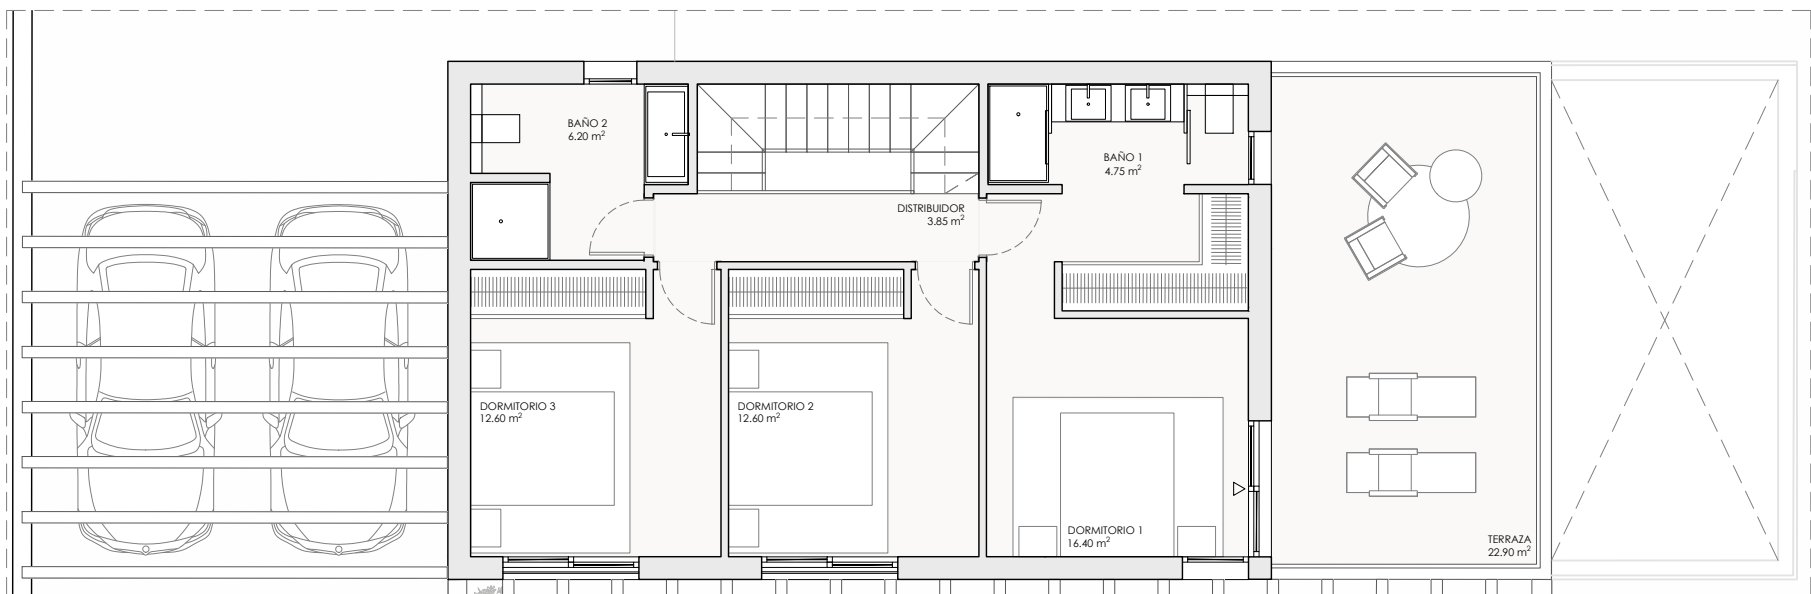 BAÑO 2
6.20 m²
BAÑO 1
4.75 m²
DISTRIBUIDOR
3.85 m²
DORMITORIO 3
12.60 m²
DORMITORIO 2
12.60 m²
DORMITORIO 1
16.40 m²
TERRAZA
22.90 m²